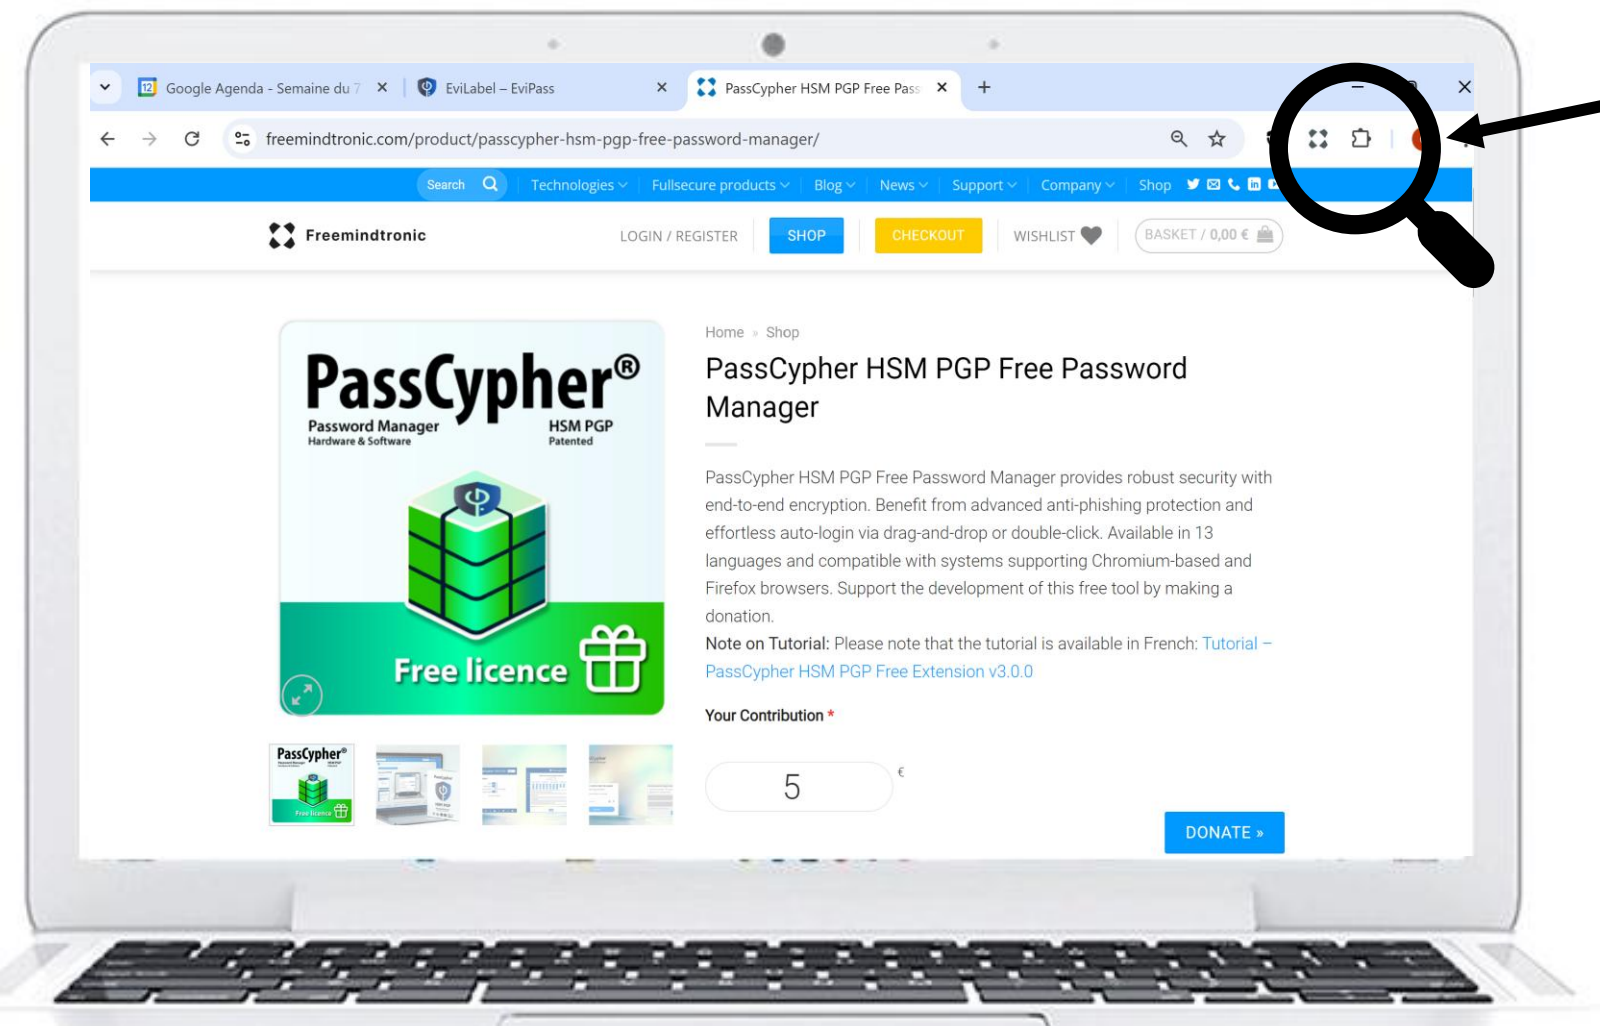 Google Agenda - Semaine du 7
EviLabel – EviPass
PassCypher HSM PGP Free Pass
freemindtronic.com/product/passcypher-hsm-pgp-free-password-manager/
Search Technologies Fullsecure products Blog News Support Company Shop
Freemindtronic
LOGIN / REGISTER SHOP CHECKOUT WISHLIST BASKET / 0,00 €
PassCypher®
Password Manager HSM PGP
Hardware & Software Patented
Free licence
Home » Shop
PassCypher HSM PGP Free Password
Manager
PassCypher HSM PGP Free Password Manager provides robust security with
end-to-end encryption. Benefit from advanced anti-phishing protection and
effortless auto-login via drag-and-drop or double-click. Available in 13
languages and compatible with systems supporting Chromium-based and
Firefox browsers. Support the development of this free tool by making a
donation.
Note on Tutorial: Please note that the tutorial is available in French: Tutorial –
PassCypher HSM PGP Free Extension v3.0.0
Your Contribution *
5 €
DONATE »
PassCypher®
Free licence